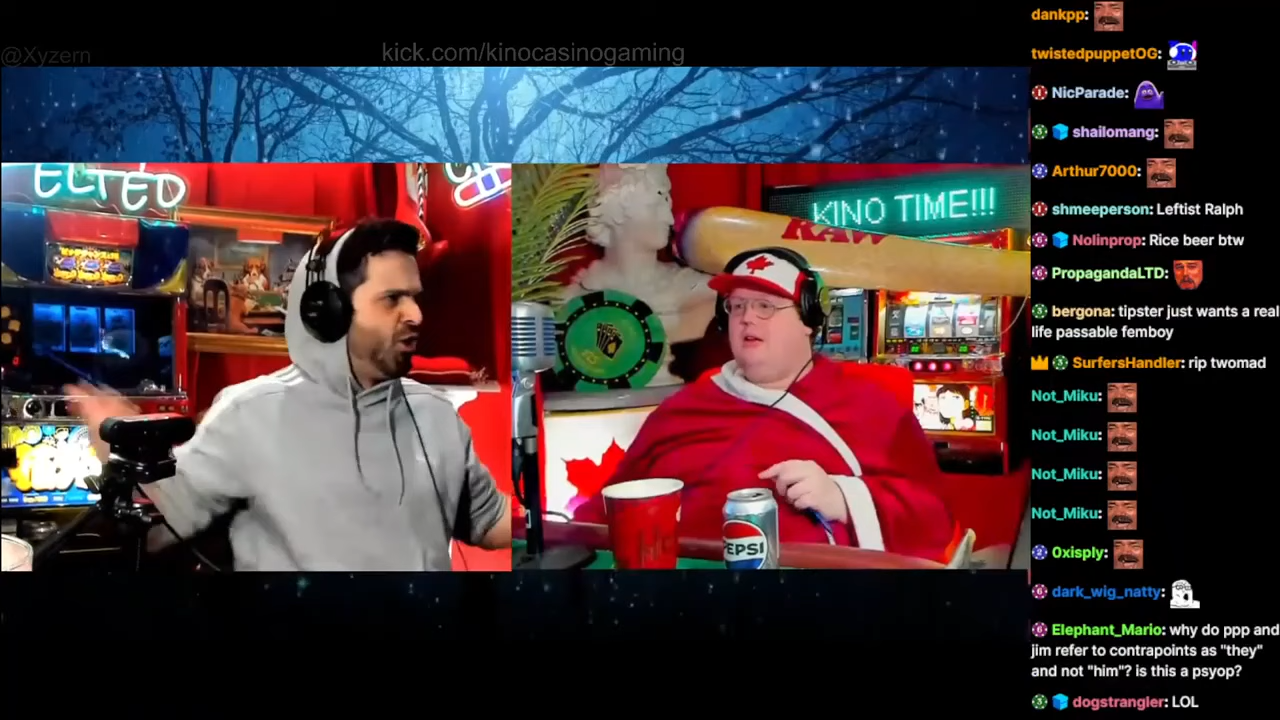 @Xyzern
kick.com/kinocasinogaming
ELTED
KINO TIME!!!
RAW
PEPSI
dankpp:
twistedpuppetOG:
NicParade:
shailomang:
Arthur7000:
shmeeperson: Leftist Ralph
Nolinprop: Rice beer btw
PropagandaLTD:
bergona: tipster just wants a real
life passable femboy
SurfersHandler: rip twomad
Not_Miku:
Not_Miku:
Not_Miku:
Not_Miku:
0xisply:
dark_wig_natty:
Elephant_Mario: why do ppp and
jim refer to contrapoints as "they"
and not "him"? is this a psyop?
dogstrangler: LOL